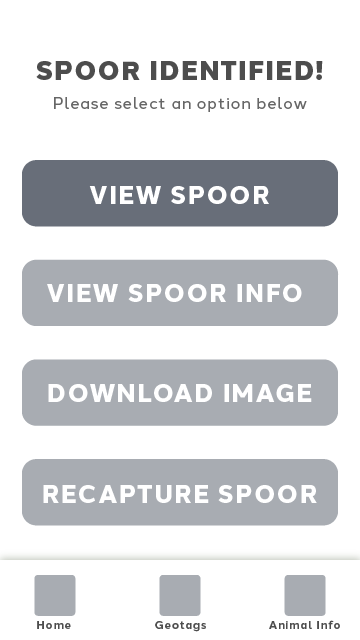 SPOOR IDENTIFIED!
Please select an option below
VIEW SPOOR
VIEW SPOOR INFO
DOWNLOAD IMAGE
RECAPTURE SPOOR
Home Geotags Animal Info